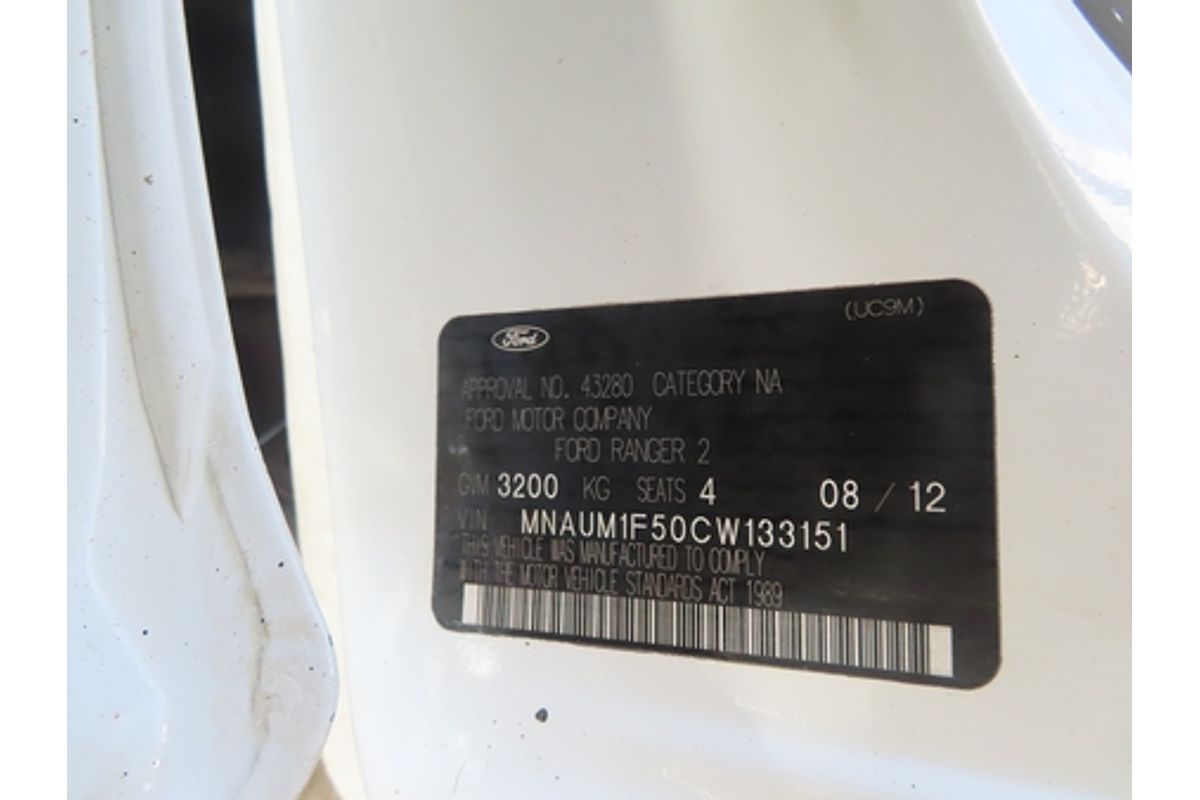 (UC9M)
Ford
APPROVAL NO. 43280 CATEGORY NA
FORD MOTOR COMPANY
FORD RANGER 2
GVM 3200 KG SEATS 4 08 / 12
VIN MNAUM1F50CW133151
THIS VEHICLE WAS MANUFACTURED TO COMPLY
WITH THE MOTOR VEHICLE STANDARDS ACT 1989